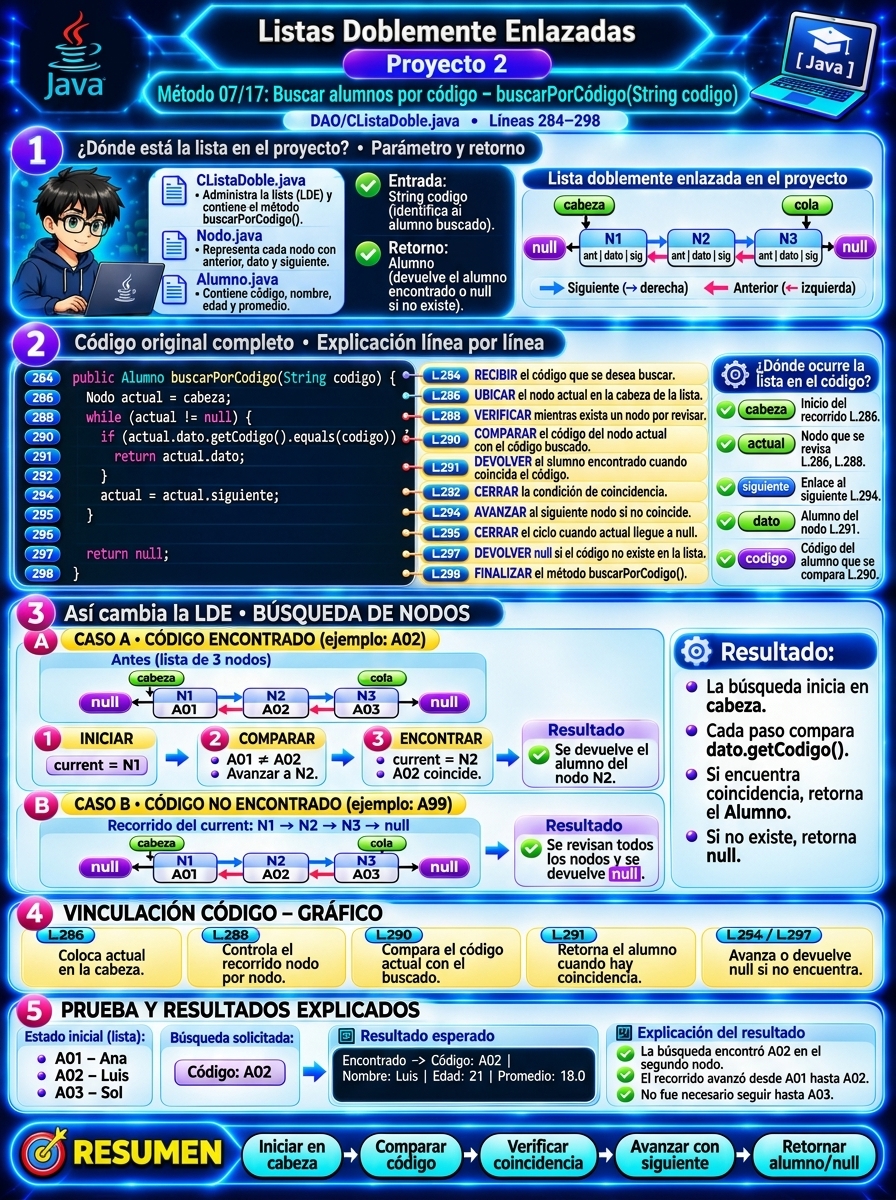 Java
Listas Doblemente Enlazadas
Proyecto 2
Método 07/17: Buscar alumnos por código – buscarPorCódigo(String codigo)
DAO/CListaDoble.java • Líneas 284–298
[ Java ]
1 ¿Dónde está la lista en el proyecto? • Parámetro y retorno
CListaDoble.java
• Administra la lists (LDE) y
contiene el método
buscarPorCodigo().
Nodo.java
• Representa cada nodo con
anterior, dato y siguiente.
Alumno.java
• Contiene código, nombre,
edad y promedio.
Entrada:
String codigo
(identifica ai
alumno buscado).
Retorno:
Alumno
(devuelve el alumno
encontrado o null
si no existe).
Lista doblemente enlazada en el proyecto
cabeza
cola
null
N1
ant | dato | sig
N2
ant | dato | sig
N3
ant | dato | sig
null
Siguiente (→ derecha)
Anterior (← izquierda)
2 Código original completo • Explicación línea por línea
264 public Alumno buscarPorCodigo(String codigo) {
286 Nodo actual = cabeza;
288 while (actual != null) {
290 if (actual.dato.getCodigo().equals(codigo))
291 return actual.dato;
292 }
294 actual = actual.siguiente;
295 }
295
297 return null;
298 }
L.284 RECIBIR el código que se desea buscar.
L.286 UBICAR el nodo actual en la cabeza de la lista.
L.288 VERIFICAR mientras exista un nodo por revisar.
L.290 COMPARAR el código del nodo actual
con el código buscado.
L.291 DEVOLVER al slumno encontrado cuando
coincida el código.
L.292 CERRAR la condición de coincidencia.
L.294 AVANZAR al siguiente nodo si no coincide.
L.295 CERRAR el ciclo cuando actual llegue a null.
L.297 DEVOLVER null si el código no existe en la lista.
L.298 FINALIZAR el método buscarPorCodigo().
¿Dónde ocurre la
lista en el código?
cabeza
Inicio del
recorrido L.286.
actual
Nodo que se
revisa
L.286, L.288.
siguiente
Enlace al
siguiente L.294.
dato
Alumno del
nodo L.291.
codigo
Código del
alumno que se
compara L.290.
3 Así cambia la LDE • BÚSQUEDA DE NODOS
A CASO A • CÓDIGO ENCONTRADO (ejemplo: A02)
Antes (lista de 3 nodos)
cabeza
cola
null
N1
A01
N2
A02
N3
A03
null
1 INICIAR
current = N1
2 COMPARAR
• A01 ≠ A02
• Avanzar a N2.
3 ENCONTRAR
• current = N2
• A02 coincide.
Resultado
Se devuelve el
alumno del
nodo N2.
B CASO B • CÓDIGO NO ENCONTRADO (ejemplo: A99)
Recorrido del current: N1 → N2 → N3 → null
cabeza
cola
null
N1
A01
N2
A02
N3
A03
null
Resultado
Se revisan todos
los nodos y se
devuelve null.
Resultado:
La búsqueda inicia en
cabeza.
Cada paso compara
dato.getCodigo().
Si encuentra
coincidencia, retorna
el Alumno.
Si no existe, retorna
null.
4 VINCULACIÓN CÓDIGO – GRÁFICO
L.286
Coloca actual
en la cabeza.
L.288
Controla el
recorrido nodo
por nodo.
L.290
Compara el código
actual con el
buscado.
L.291
Retorna el alumno
cuando hay
coincidencia.
L.254 / L.297
Avanza o devuelve
null si no encuentra.
5 PRUEBA Y RESULTADOS EXPLICADOS
Estado inicial (lista):
A01 – Ana
A02 – Luis
A03 – Sol
Búsqueda solicitada:
Código: A02
Resultado esperado
Encontrado -> Código: A02 |
Nombre: Luis | Edad: 21 | Promedio: 18.0
Explicación del resultado
La búsqueda encontró A02 en el
segundo nodo.
El recorrido avanzó desde A01 hasta A02.
No fue necesario seguir hasta A03.
RESUMEN
Iniciar en
cabeza
Comparar
código
Verificar
coincidencia
Avanzar con
siguiente
Retornar
alumno/null